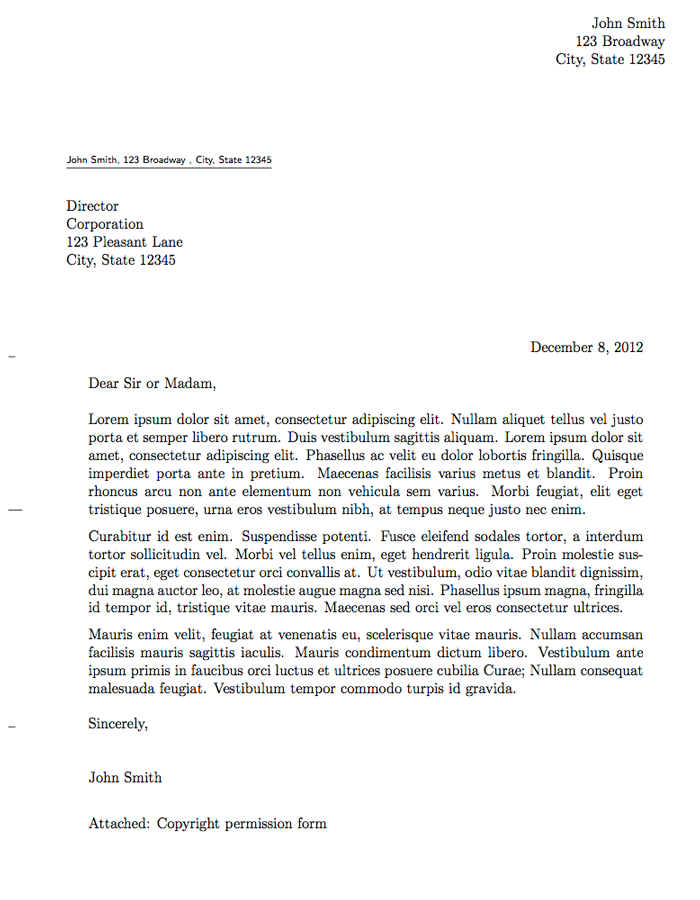 John Smith
123 Broadway
City, State 12345
John Smith, 123 Broadway , City, State 12345
Director
Corporation
123 Pleasant Lane
City, State 12345
December 8, 2012
Dear Sir or Madam,
Lorem ipsum dolor sit amet, consectetur adipiscing elit. Nullam aliquet tellus vel justo
porta et semper libero rutrum. Duis vestibulum sagittis aliquam. Lorem ipsum dolor sit
amet, consectetur adipiscing elit. Phasellus ac velit eu dolor lobortis fringilla. Quisque
imperdiet porta ante in pretium. Maecenas facilisis varius metus et blandit. Proin
rhoncus arcu non ante elementum non vehicula sem varius. Morbi feugiat, elit eget
tristique posuere, urna eros vestibulum nibh, at tempus neque justo nec enim.
Curabitur id est enim. Suspendisse potenti. Fusce eleifend sodales tortor, a interdum
tortor sollicitudin vel. Morbi vel tellus enim, eget hendrerit ligula. Proin molestie sus-
cipit erat, eget consectetur orci convallis at. Ut vestibulum, odio vitae blandit dignissim,
dui magna auctor leo, at molestie augue magna sed nisi. Phasellus ipsum magna, fringilla
id tempor id, tristique vitae mauris. Maecenas sed orci vel eros consectetur ultrices.
Mauris enim velit, feugiat at venenatis eu, scelerisque vitae mauris. Nullam accumsan
facilisis mauris sagittis iaculis. Mauris condimentum dictum libero. Vestibulum ante
ipsum primis in faucibus orci luctus et ultrices posuere cubilia Curae; Nullam consequat
malesuada feugiat. Vestibulum tempor commodo turpis id gravida.
Sincerely,
John Smith
Attached: Copyright permission form